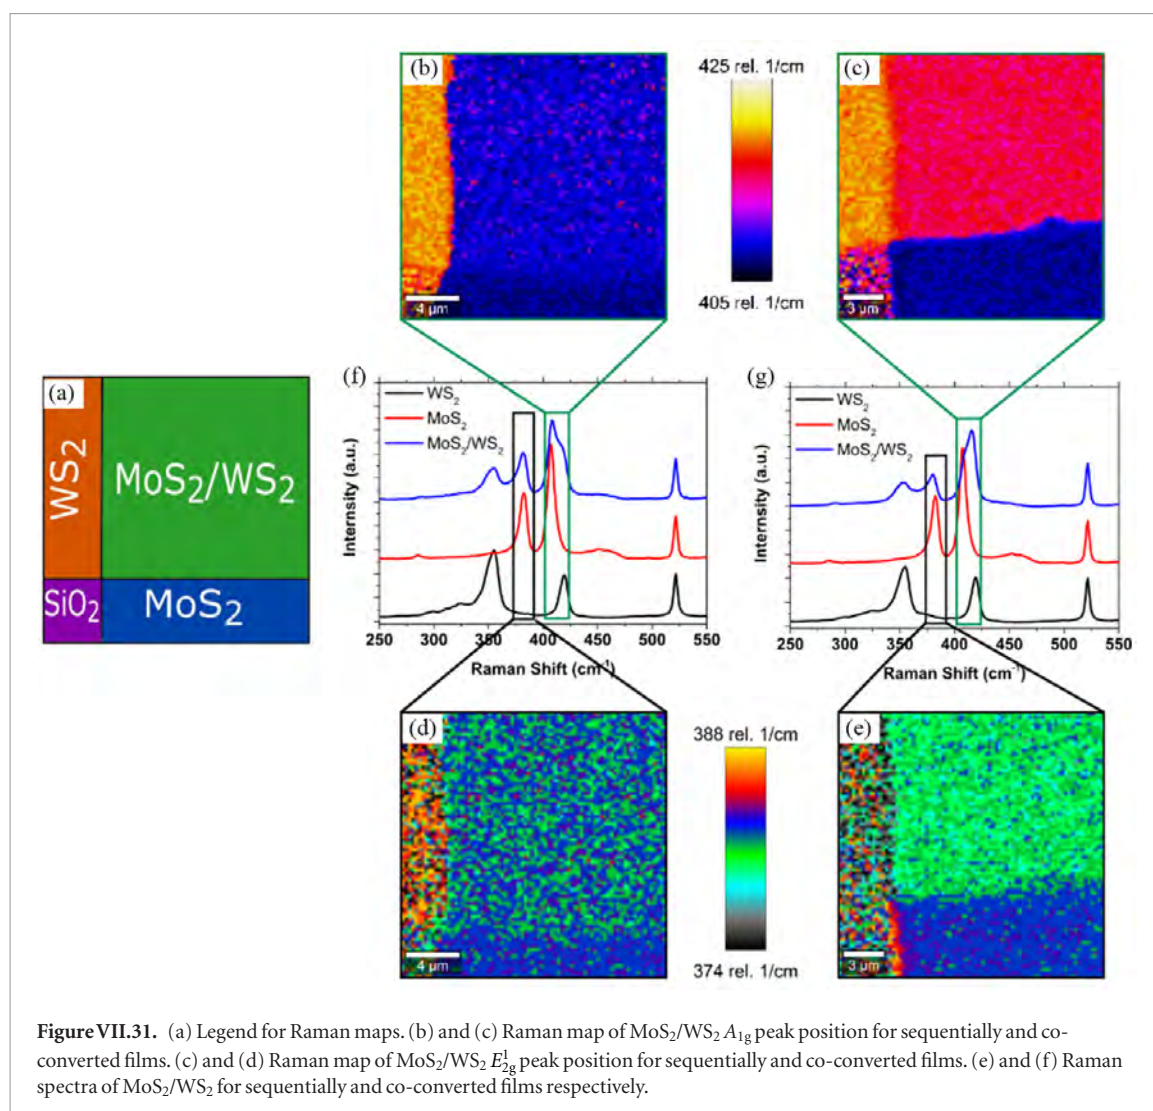 (b)
425 rel. 1/cm
(c)
4 µm
405 rel. 1/cm
3 µm
(a)
WS2
MoS2/WS2
SiO2
MoS2
(f)
WS2
MoS2
MoS2/WS2
Internsity (a.u.)
250 300 350 400 450 500 550
Raman Shift (cm-1)
(g)
WS2
MoS2
MoS2/WS2
Intensity (a.u.)
250 300 350 400 450 500 550
Raman Shift (cm-1)
(d)
388 rel. 1/cm
(e)
4 µm
374 rel. 1/cm
3 µm
Figure VII.31. (a) Legend for Raman maps. (b) and (c) Raman map of MoS2/WS2 A1g peak position for sequentially and co-
converted films. (c) and (d) Raman map of MoS2/WS2 E12g peak position for sequentially and co-converted films. (e) and (f) Raman
spectra of MoS2/WS2 for sequentially and co-converted films respectively.